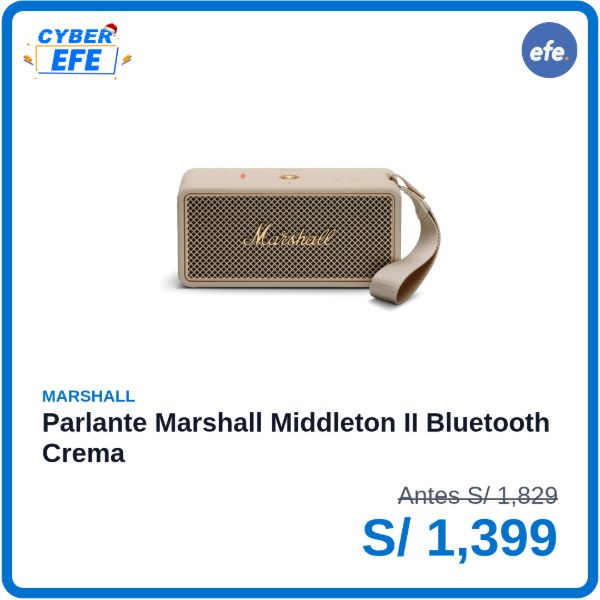 CYBER
EFE
efe.
Marshall
MARSHALL
Parlante Marshall Middleton II Bluetooth
Crema
Antes S/ 1,829
S/ 1,399